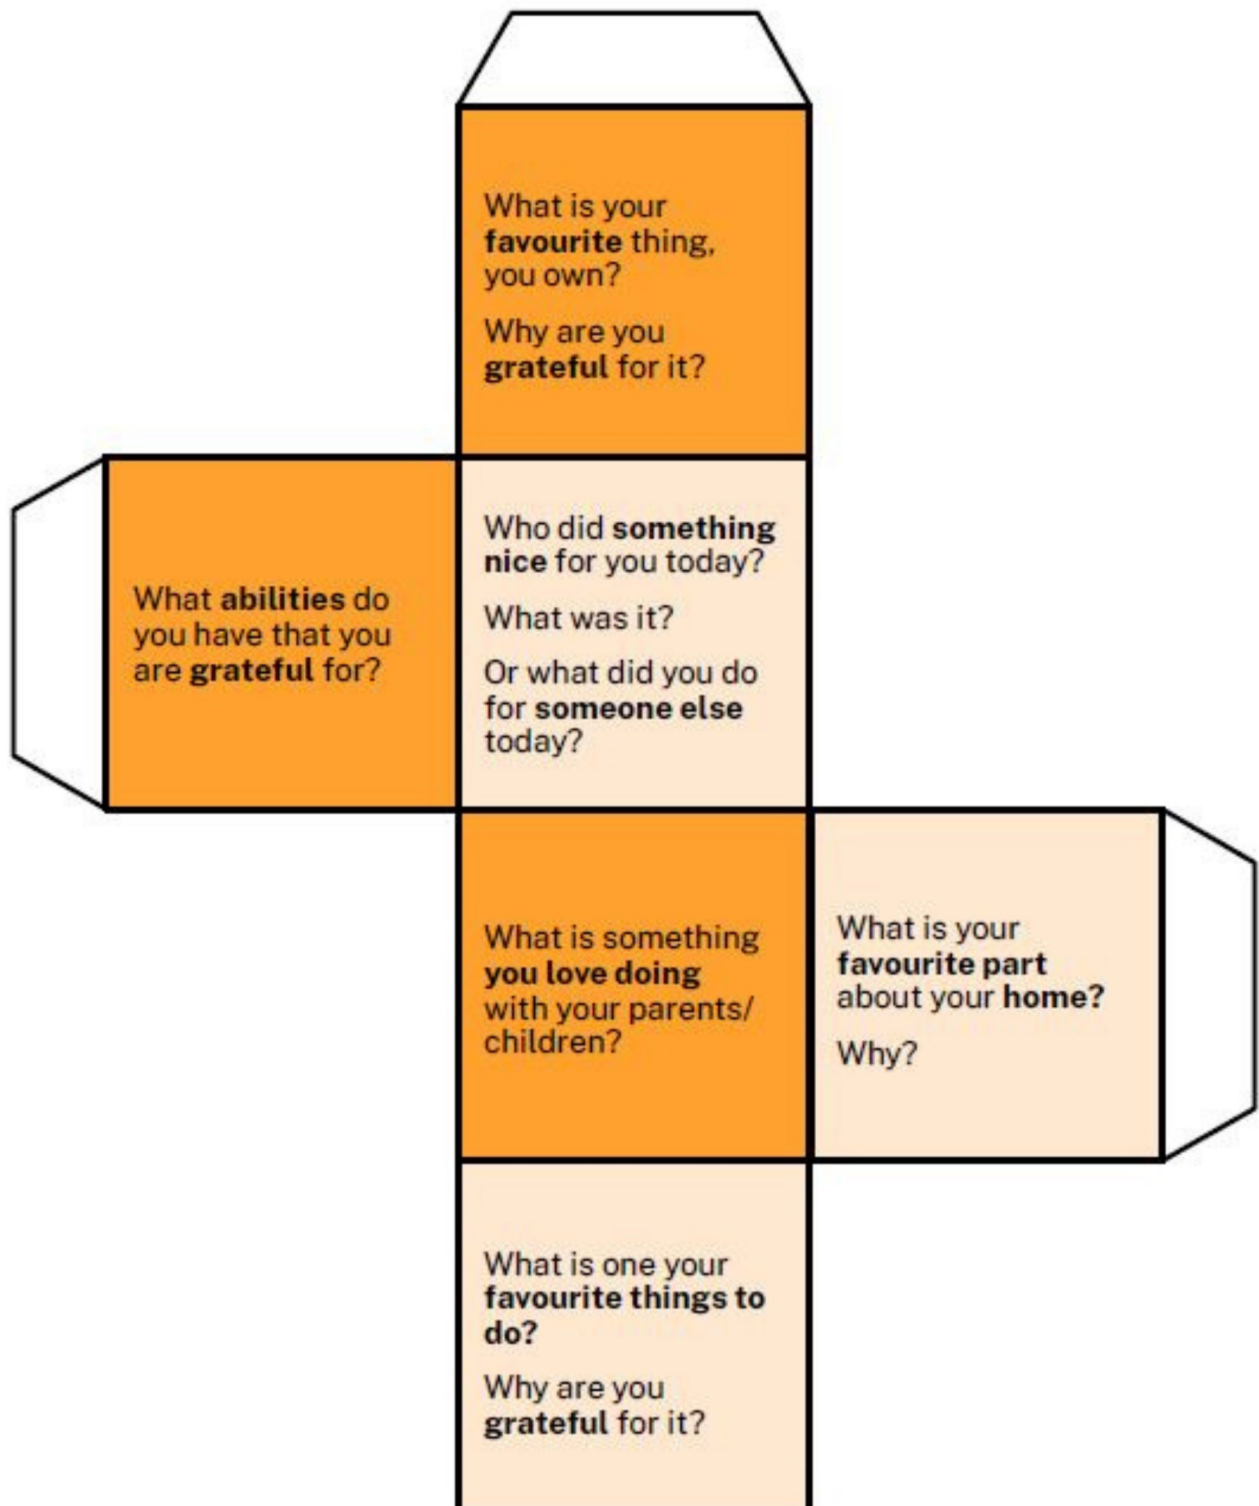 What is your
favourite thing,
you own?
Why are you
grateful for it?
What abilities do
you have that you
are grateful for?
Who did something
nice for you today?
What was it?
Or what did you do
for someone else
today?
What is something
you love doing
with your parents/
children?
What is your
favourite part
about your home?
Why?
What is one your
favourite things to
do?
Why are you
grateful for it?